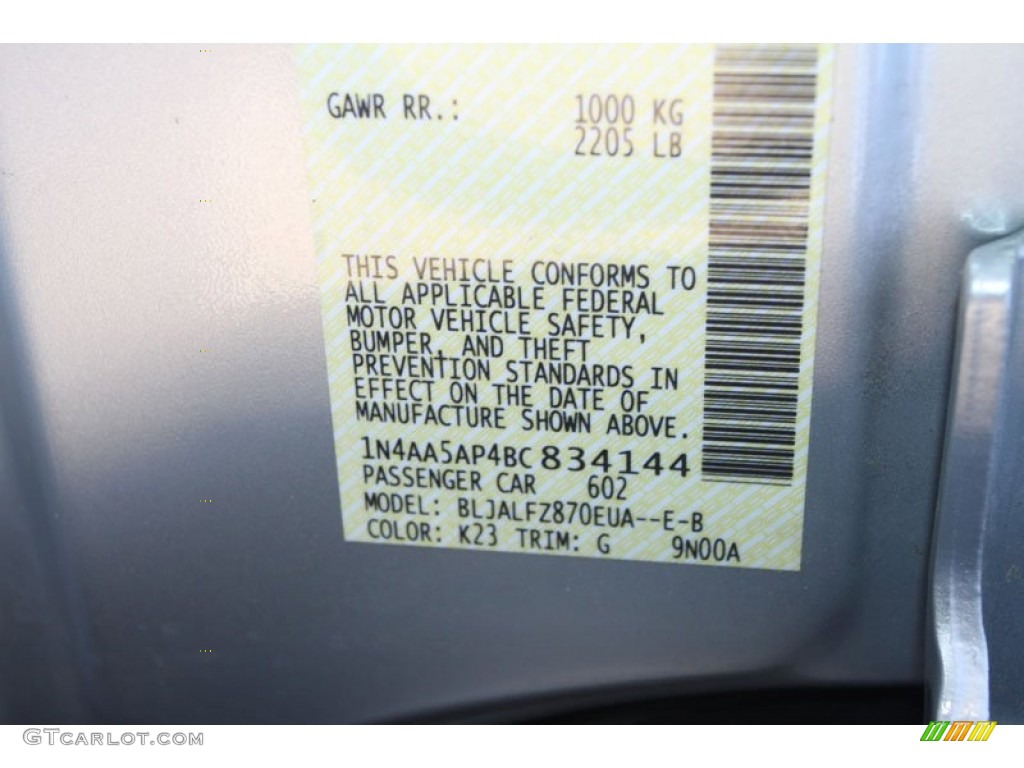 GAWR RR.: 1000 KG
2205 LB
THIS VEHICLE CONFORMS TO
ALL APPLICABLE FEDERAL
MOTOR VEHICLE SAFETY,
BUMPER, AND THEFT
PREVENTION STANDARDS IN
EFFECT ON THE DATE OF
MANUFACTURE SHOWN ABOVE.
1N4AA5AP4BC834144
PASSENGER CAR 602
MODEL: BLJALFZ870EUA--E-B
COLOR: K23 TRIM: G 9N00A
GTCARLOT.COM